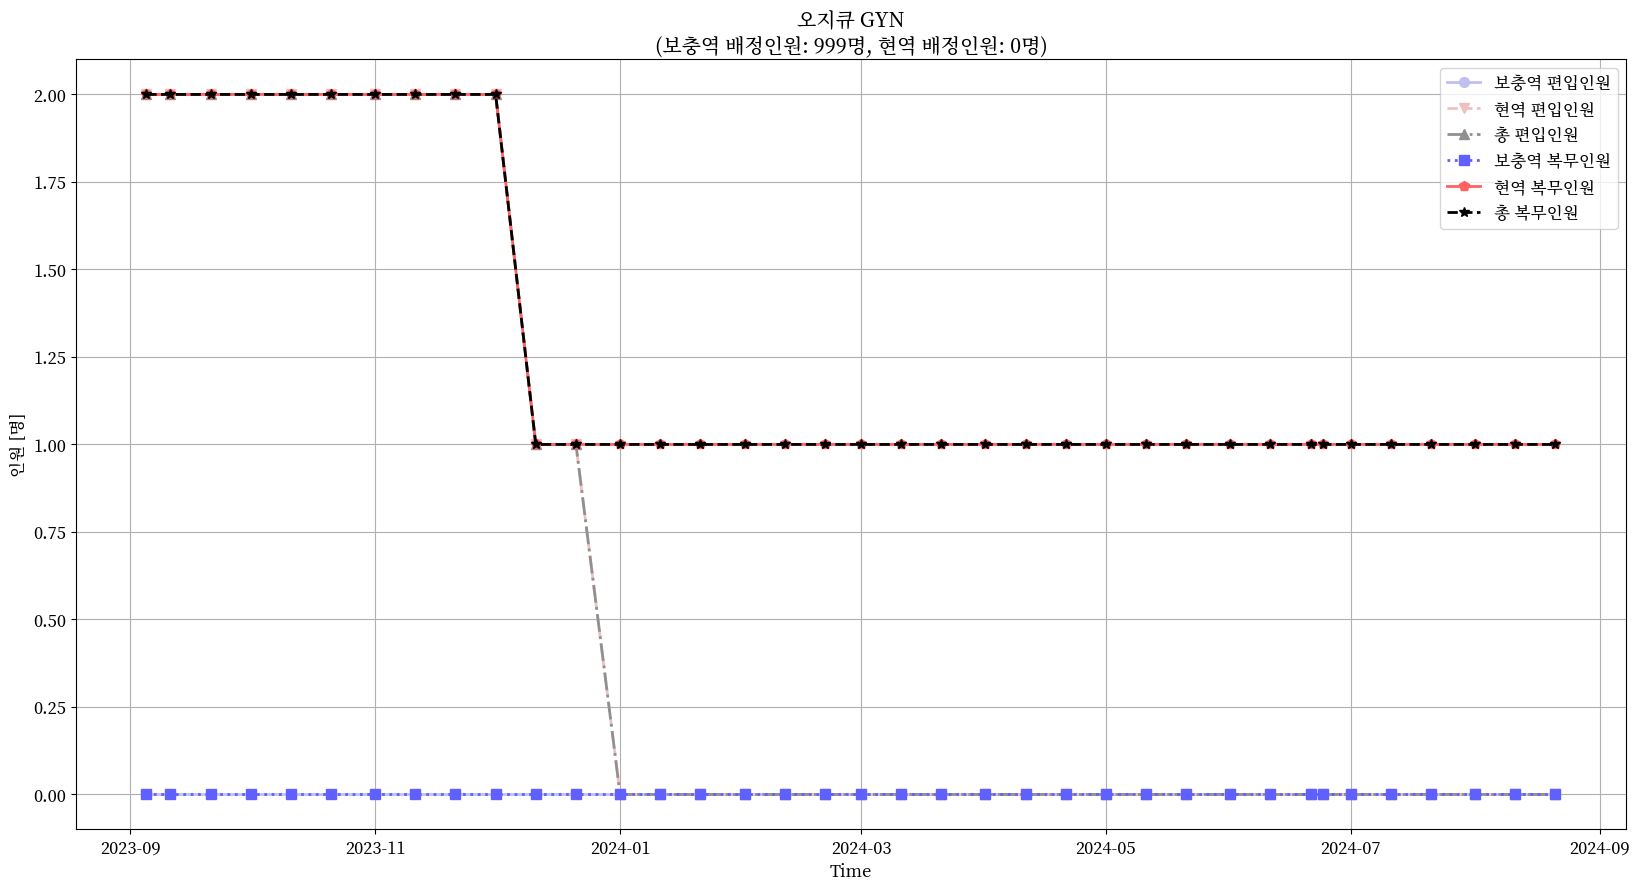 오지큐 GYN
(보충역 배정인원: 999명, 현역 배정인원: 0명)
보충역 편입인원
현역 편입인원
총 편입인원
보충역 복무인원
현역 복무인원
총 복무인원
인원 [명]
2.00
1.75
1.50
1.25
1.00
0.75
0.50
0.25
0.00
2023-09
2023-11
2024-01
2024-03
2024-05
2024-07
2024-09
Time